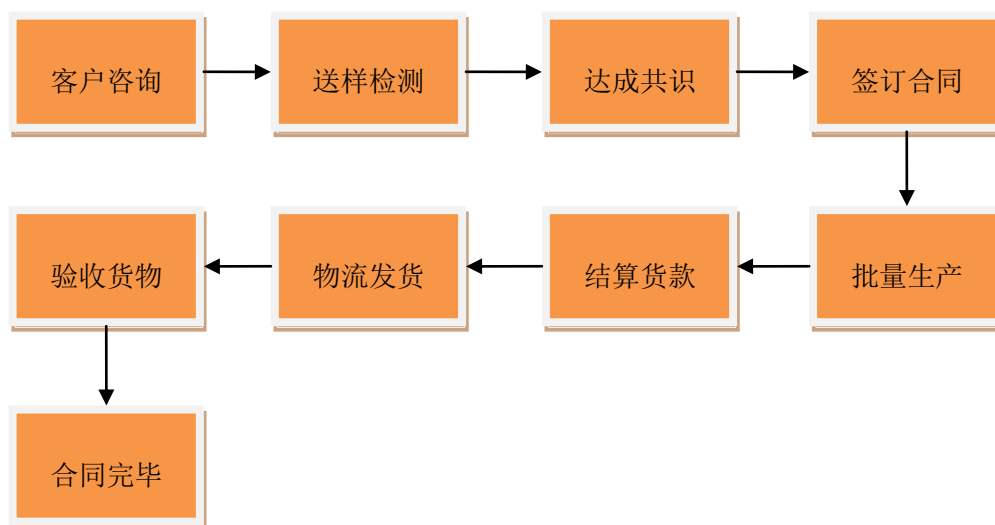 客户咨询
送样检测
达成共识
签订合同
验收货物
物流发货
结算货款
批量生产
合同完毕